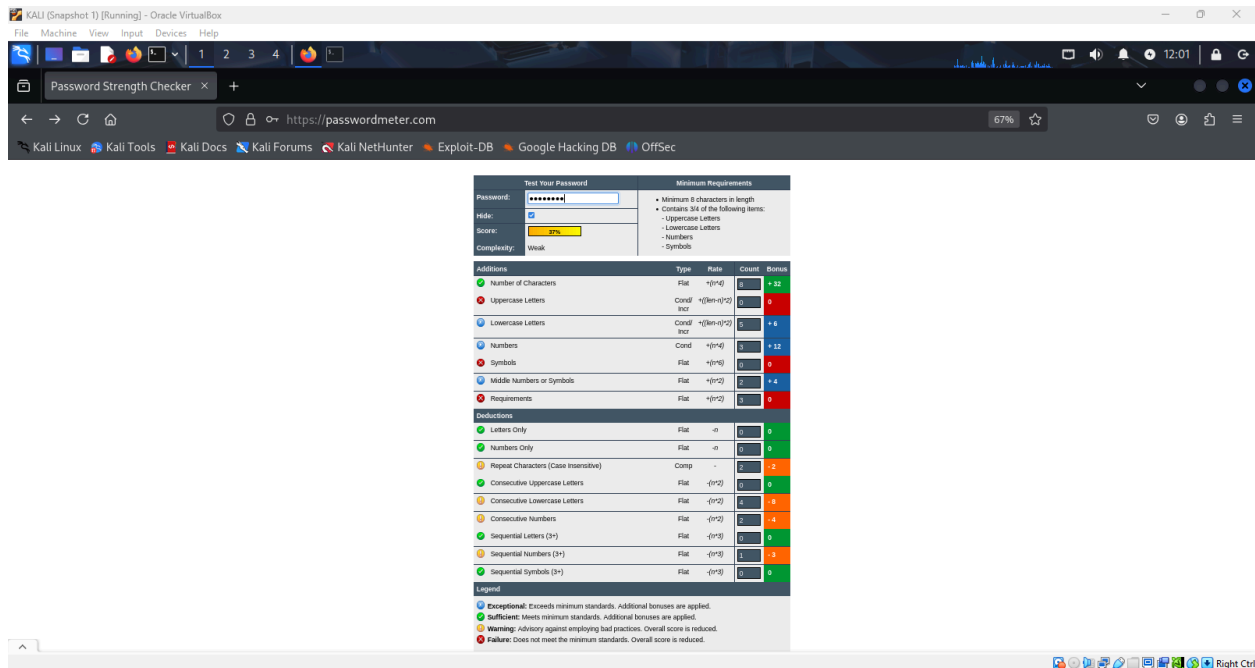 KALI (Snapshot 1) [Running] - Oracle VirtualBox
File Machine View Input Devices Help
1 2 3 4 12:01
Password Strength Checker
https://passwordmeter.com 67%
Kali Linux Kali Tools Kali Docs Kali Forums Kali NetHunter Exploit-DB Google Hacking DB OffSec
Test Your Password Minimum Requirements
Password: ••••••••
• Minimum 8 characters in length
• Contains 3/4 of the following items:
Hide:
- Uppercase Letters
- Lowercase Letters
Score: 37%
- Numbers
Complexity: Weak
- Symbols
Additions Type Rate Count Bonus
Number of Characters Flat +(n*4) 8 + 32
Uppercase Letters Cond/Incr +((len-n)*2) 0 0
Lowercase Letters Cond/Incr +((len-n)*2) 5 + 6
Numbers Cond +(n*4) 3 + 12
Symbols Flat +(n*6) 0 0
Middle Numbers or Symbols Flat +(n*2) 2 + 4
Requirements Flat +(n*2) 3 0
Deductions
Letters Only Flat -n 0 0
Numbers Only Flat -n 0 0
Repeat Characters (Case Insensitive) Comp - 2 - 2
Consecutive Uppercase Letters Flat -(n*2) 0 0
Consecutive Lowercase Letters Flat -(n*2) 4 - 8
Consecutive Numbers Flat -(n*2) 2 - 4
Sequential Letters (3+) Flat -(n*3) 0 0
Sequential Numbers (3+) Flat -(n*3) 1 - 3
Sequential Symbols (3+) Flat -(n*3) 0 0
Legend
Exceptional: Exceeds minimum standards. Additional bonuses are applied.
Sufficient: Meets minimum standards. Additional bonuses are applied.
Warning: Advisory against employing bad practices. Overall score is reduced.
Failure: Does not meet the minimum standards. Overall score is reduced.
Right Ctrl